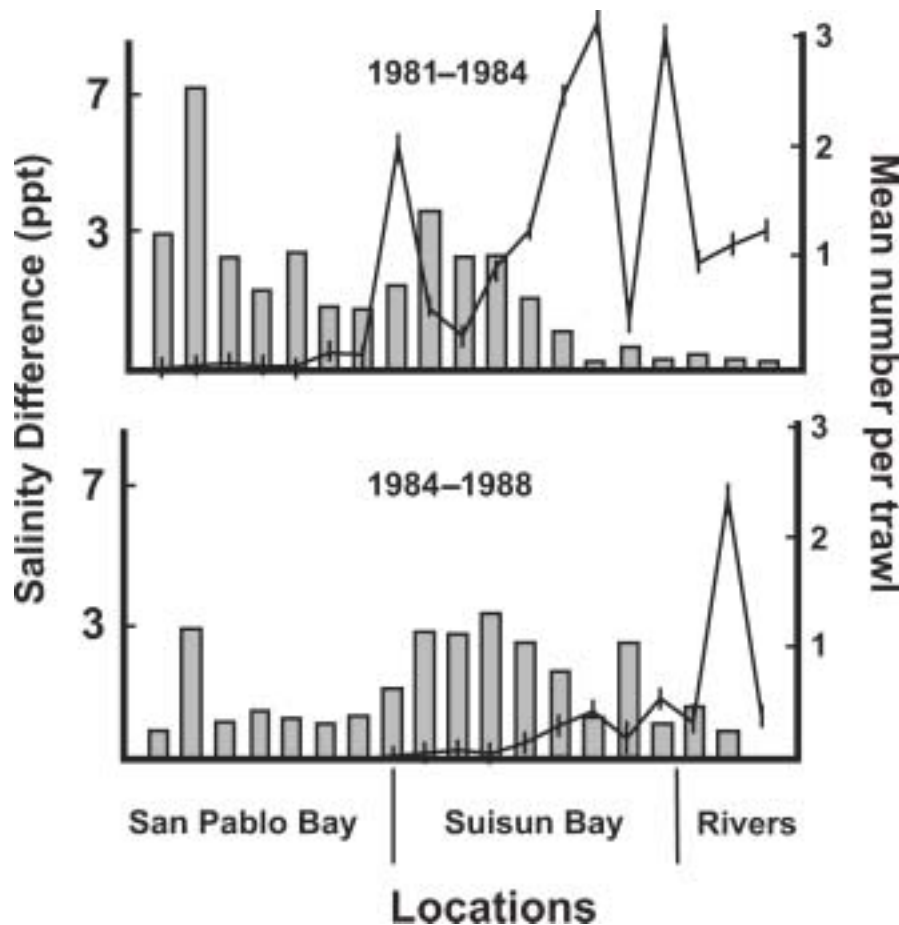 1981–1984
7
3
3
2
1
Salinity Difference (ppt)
Mean number per trawl
1984–1988
7
3
3
2
1
San Pablo Bay
Suisun Bay
Rivers
Locations